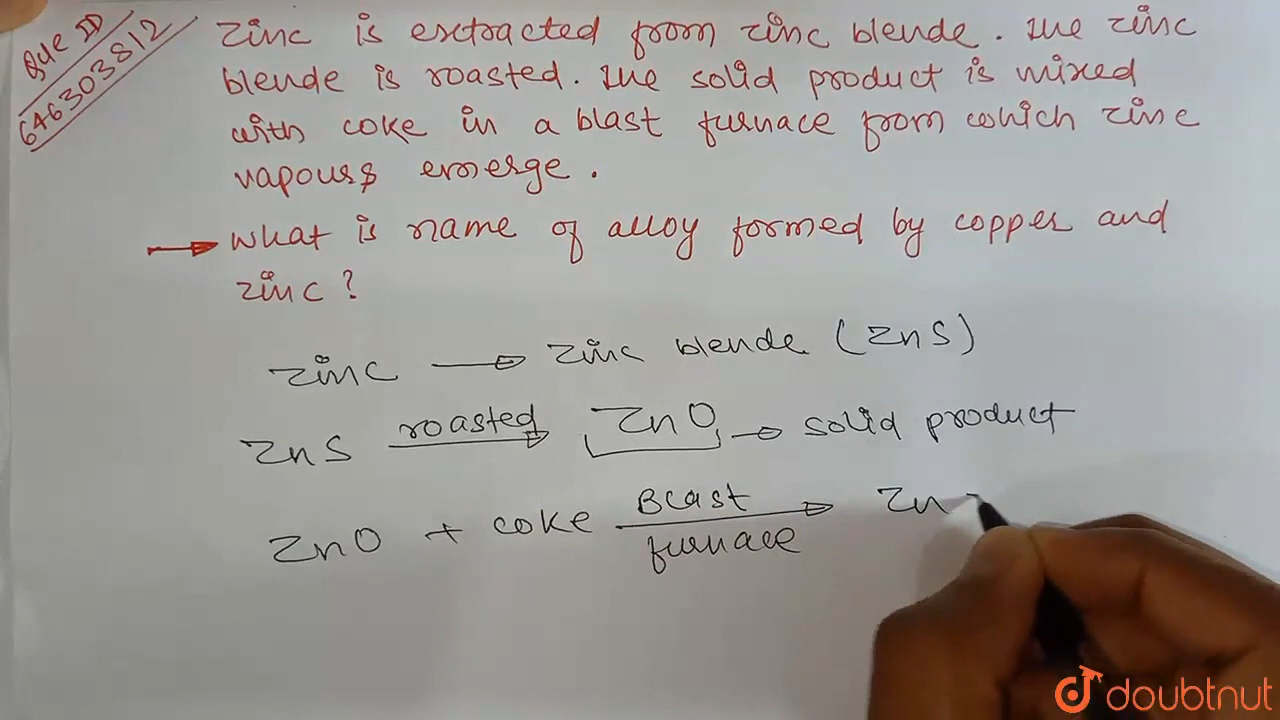 Que ID
646303812
Zinc is extracted from zinc blende. The zinc
blende is roasted. The solid product is mixed
with coke in a blast furnace from which zinc
vapours emerge.
→ What is name of alloy formed by copper and
zinc?
Zinc → Zinc blende (ZnS)
ZnS roasted → ZnO → solid product
ZnO + coke Blast furnace → Zn
doubtnut